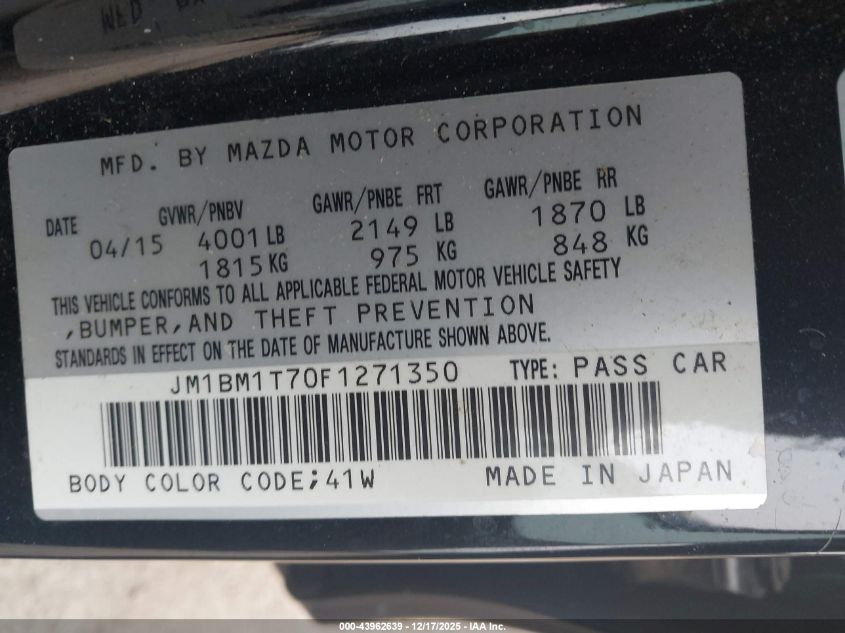 MFD. BY MAZDA MOTOR CORPORATION
DATE GVWR/PNBV GAWR/PNBE FRT GAWR/PNBE RR
04/15 4001 LB 2149 LB 1870 LB
1815 KG 975 KG 848 KG
THIS VEHICLE CONFORMS TO ALL APPLICABLE FEDERAL MOTOR VEHICLE SAFETY
,BUMPER,AND THEFT PREVENTION
STANDARDS IN EFFECT ON THE DATE OF MANUFACTURE SHOWN ABOVE.
JM1BM1T70F1271350 TYPE: PASS CAR
BODY COLOR CODE;41W MADE IN JAPAN
000-43962639 - 12/17/2025 - IAA Inc.